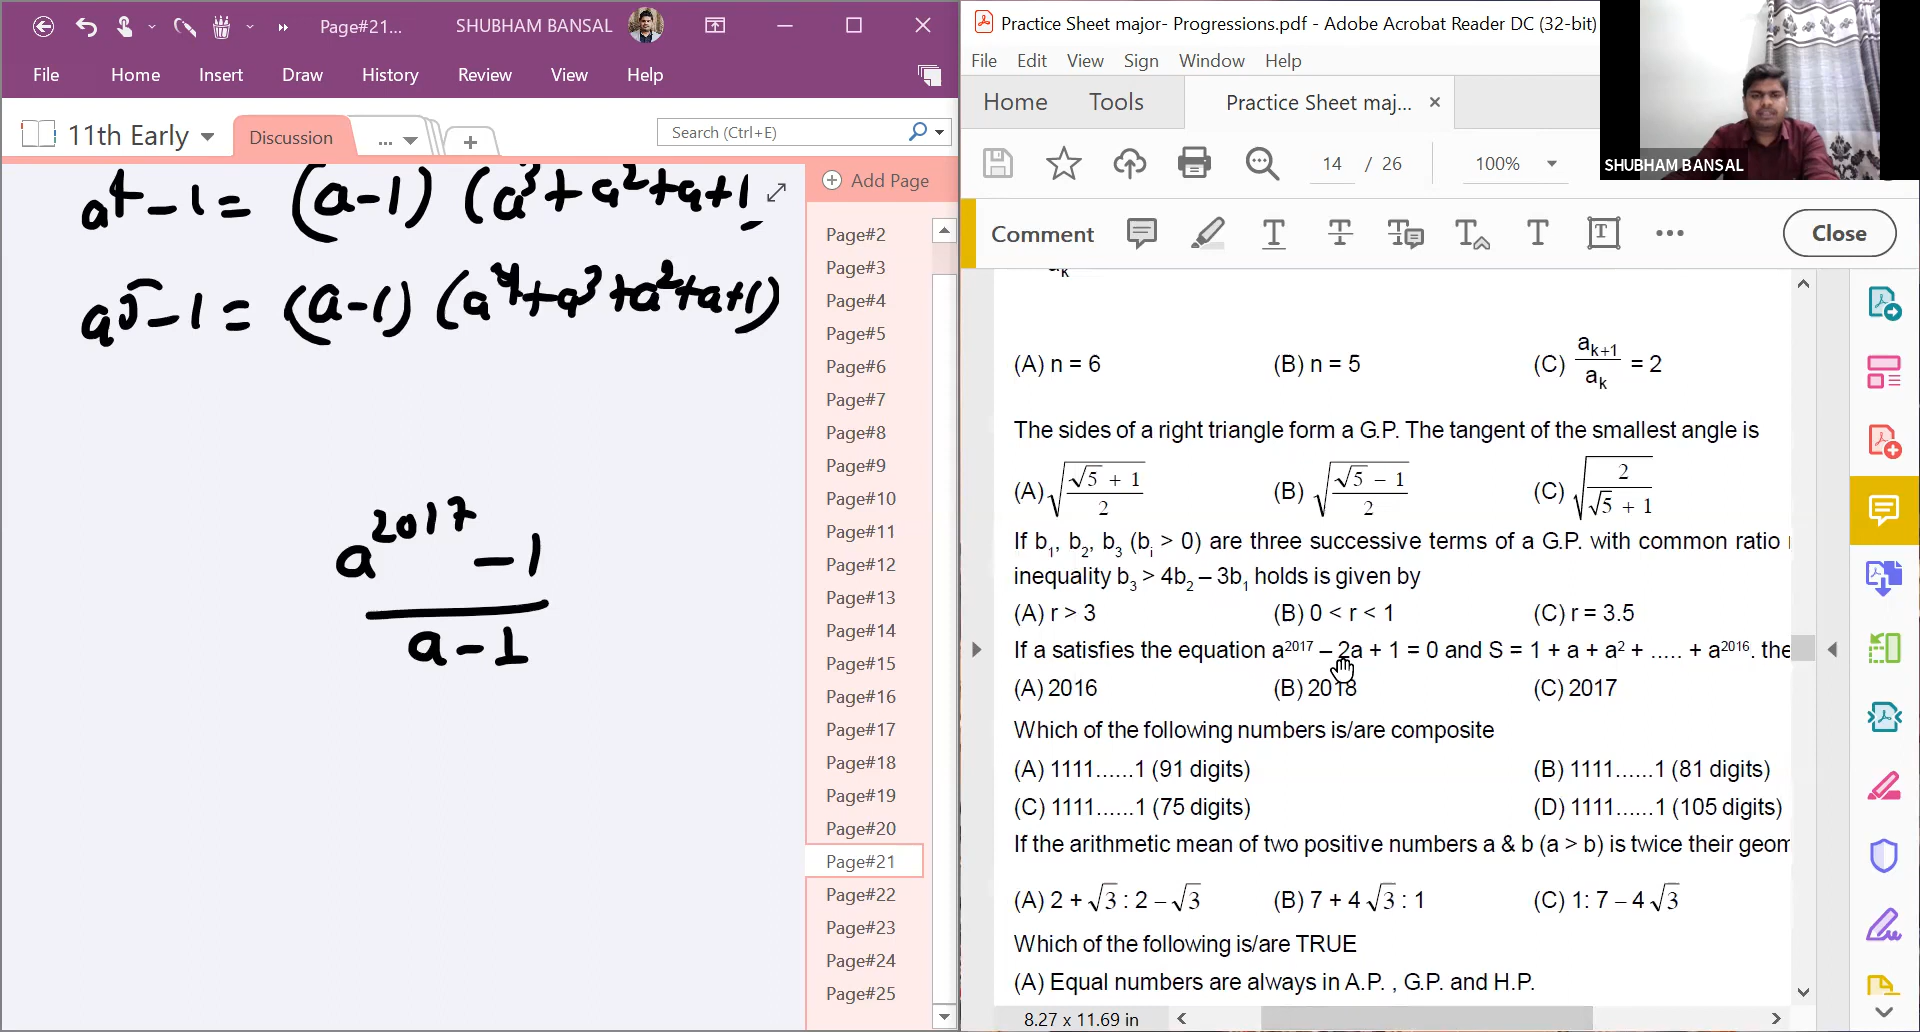 Page#21...
SHUBHAM BANSAL
File Home Insert Draw History Review View Help
11th Early
Discussion
...
Search (Ctrl+E)
a⁴ – 1 = (a–1) (a³ + a² + a + 1
a⁵ – 1 = (a–1) (a⁴ + a³ + a² + a + 1)
a²⁰¹⁷ – 1
a – 1
Add Page
Page#2
Page#3
Page#4
Page#5
Page#6
Page#7
Page#8
Page#9
Page#10
Page#11
Page#12
Page#13
Page#14
Page#15
Page#16
Page#17
Page#18
Page#19
Page#20
Page#21
Page#22
Page#23
Page#24
Page#25
Practice Sheet major- Progressions.pdf - Adobe Acrobat Reader DC (32-bit)
File Edit View Sign Window Help
Home Tools Practice Sheet maj... ×
14 / 26 100%
SHUBHAM BANSAL
Comment
Close
aₖ
(A) n = 6 (B) n = 5 (C) aₖ₊₁/aₖ = 2
The sides of a right triangle form a G.P. The tangent of the smallest angle is
(A) √((√5 + 1)/2) (B) √((√5 − 1)/2) (C) √(2/(√5 + 1))
If b₁, b₂, b₃ (bᵢ > 0) are three successive terms of a G.P. with common ratio
inequality b₃ > 4b₂ – 3b₁ holds is given by
(A) r > 3 (B) 0 < r < 1 (C) r = 3.5
If a satisfies the equation a²⁰¹⁷ – 2a + 1 = 0 and S = 1 + a + a² + ..... + a²⁰¹⁶. the
(A) 2016 (B) 2018 (C) 2017
Which of the following numbers is/are composite
(A) 1111......1 (91 digits) (B) 1111......1 (81 digits)
(C) 1111......1 (75 digits) (D) 1111......1 (105 digits)
If the arithmetic mean of two positive numbers a & b (a > b) is twice their geom
(A) 2 + √3 : 2 – √3 (B) 7 + 4√3 : 1 (C) 1: 7 – 4√3
Which of the following is/are TRUE
(A) Equal numbers are always in A.P. , G.P. and H.P.
8.27 x 11.69 in